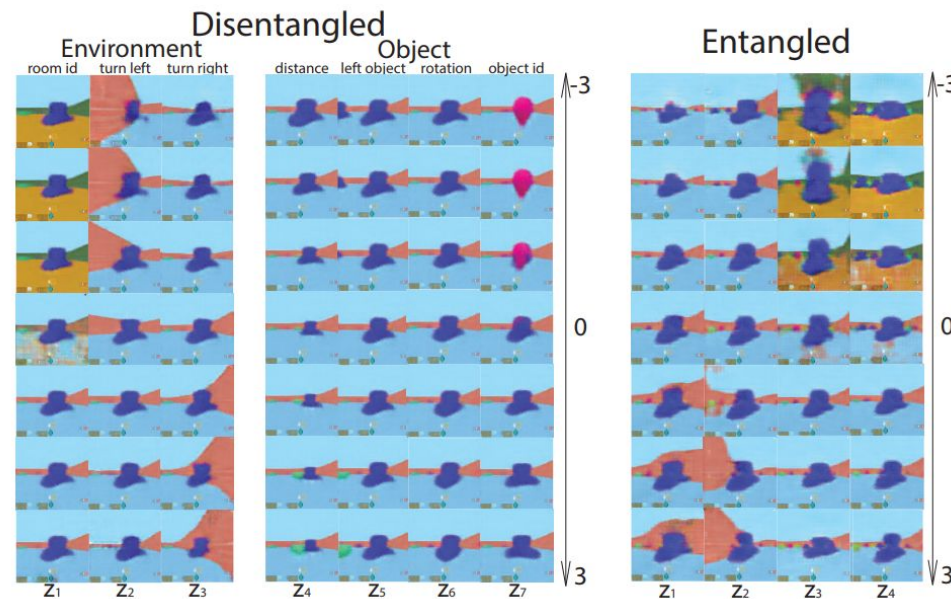 Disentangled
Environment
Object
Entangled
room id turn left turn right
distance left object rotation object id
-3
-3
0
0
3
3
z1 z2 z3
z4 z5 z6 z7
z1 z2 z3 z4